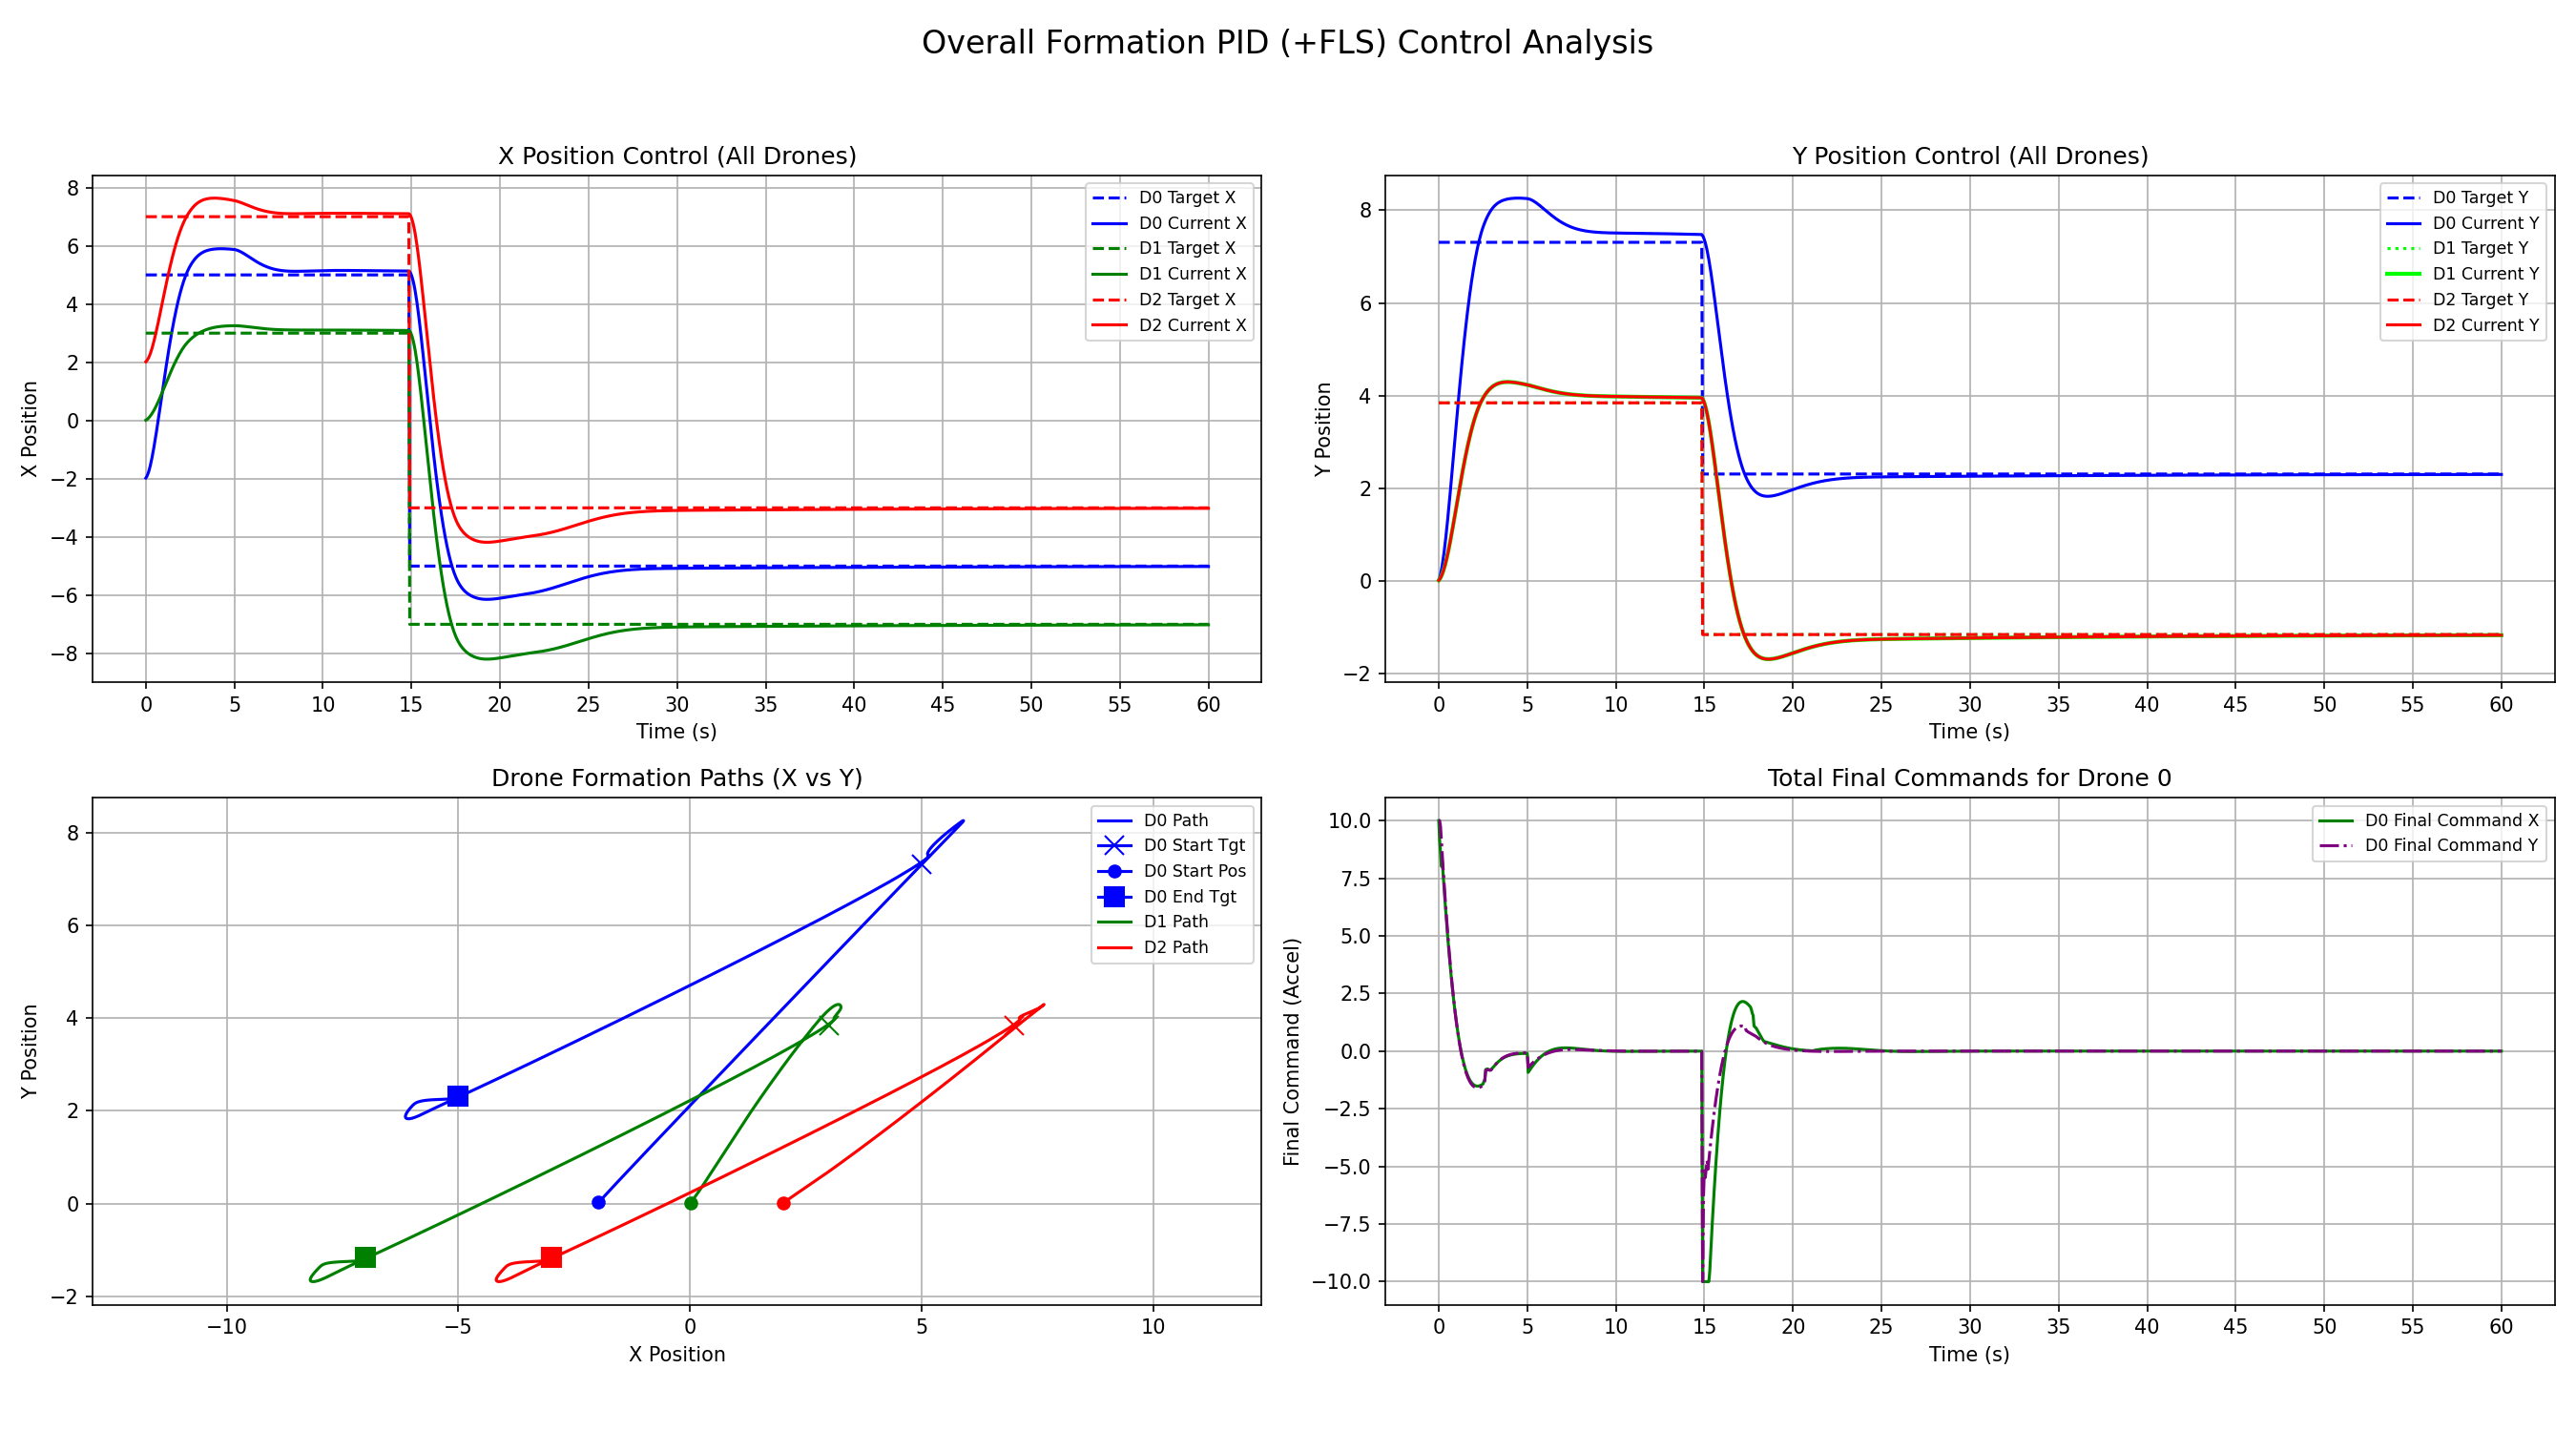 Overall Formation PID (+FLS) Control Analysis
X Position Control (All Drones)
8
6
4
2
0
−2
−4
−6
−8
X Position
0 5 10 15 20 25 30 35 40 45 50 55 60
Time (s)
D0 Target X
D0 Current X
D1 Target X
D1 Current X
D2 Target X
D2 Current X
Y Position Control (All Drones)
8
6
4
2
0
−2
Y Position
0 5 10 15 20 25 30 35 40 45 50 55 60
Time (s)
D0 Target Y
D0 Current Y
D1 Target Y
D1 Current Y
D2 Target Y
D2 Current Y
Drone Formation Paths (X vs Y)
8
6
4
2
0
−2
Y Position
−10 −5 0 5 10
X Position
D0 Path
D0 Start Tgt
D0 Start Pos
D0 End Tgt
D1 Path
D2 Path
Total Final Commands for Drone 0
10.0
7.5
5.0
2.5
0.0
−2.5
−5.0
−7.5
−10.0
Final Command (Accel)
0 5 10 15 20 25 30 35 40 45 50 55 60
Time (s)
D0 Final Command X
D0 Final Command Y